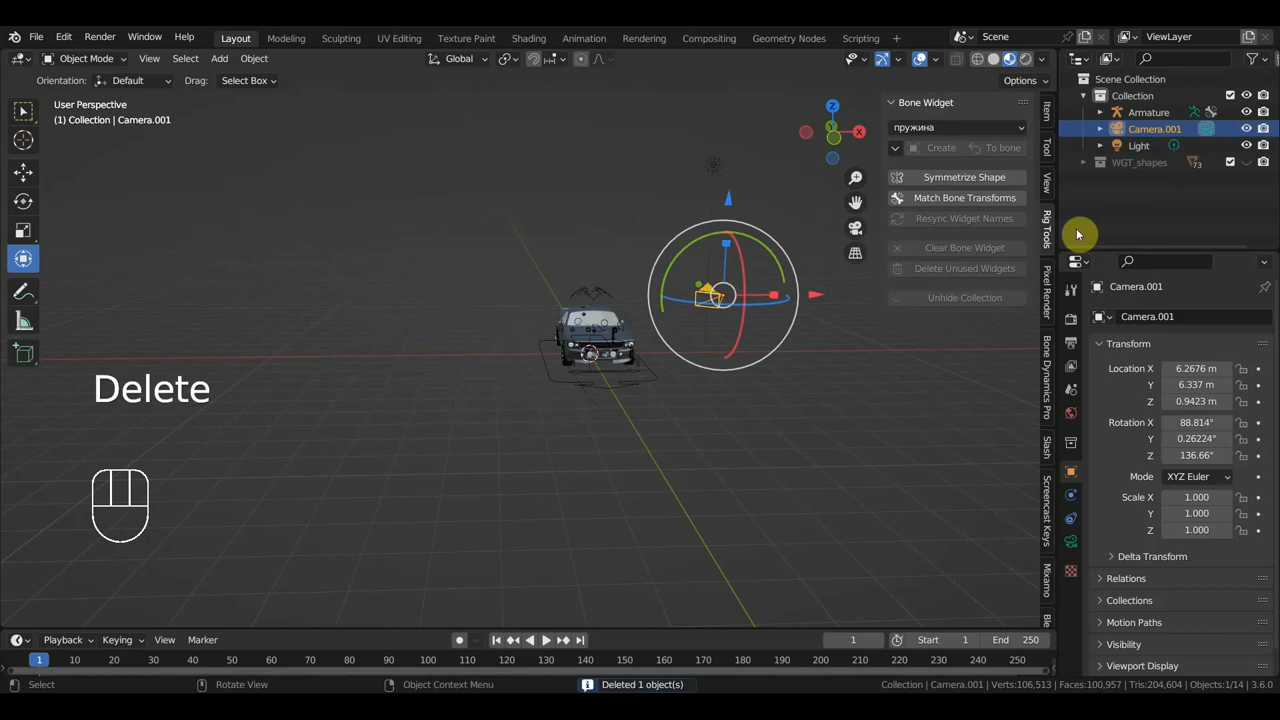 File Edit Render Window Help Layout Modeling Sculpting UV Editing Texture Paint Shading Animation Rendering Compositing Geometry Nodes Scripting + Scene ViewLayer
Object Mode View Select Add Object Global Options
Orientation: Default Drag: Select Box
User Perspective
(1) Collection | Camera.001
Z
Y
X
Bone Widget
пружина
Create To bone
Symmetrize Shape
Match Bone Transforms
Resync Widget Names
Clear Bone Widget
Delete Unused Widgets
Unhide Collection
Item
Tool
View
Rig Tools
Pixel Render
Bone Dynamics Pro
Slash
Screencast Keys
Mixamo
Ble
Scene Collection
Collection
Armature
Camera.001
Light
WGT_shapes 73
Camera.001
Camera.001
Transform
Location X 6.2676 m
Y 6.337 m
Z 0.9423 m
Rotation X 88.814°
Y 0.26224°
Z 136.66°
Mode XYZ Euler
Scale X 1.000
Y 1.000
Z 1.000
Delta Transform
Relations
Collections
Motion Paths
Visibility
Viewport Display
Delete
Playback Keying View Marker 1 Start 1 End 250
1 10 20 30 40 50 60 70 80 90 100 110 120 130 140 150 160 170 180 190 200 210 220 230 240 250
Select Rotate View Object Context Menu Deleted 1 object(s) Collection | Camera.001 | Verts:106,513 | Faces:100,957 | Tris:204,604 | Objects:1/14 | 3.6.0